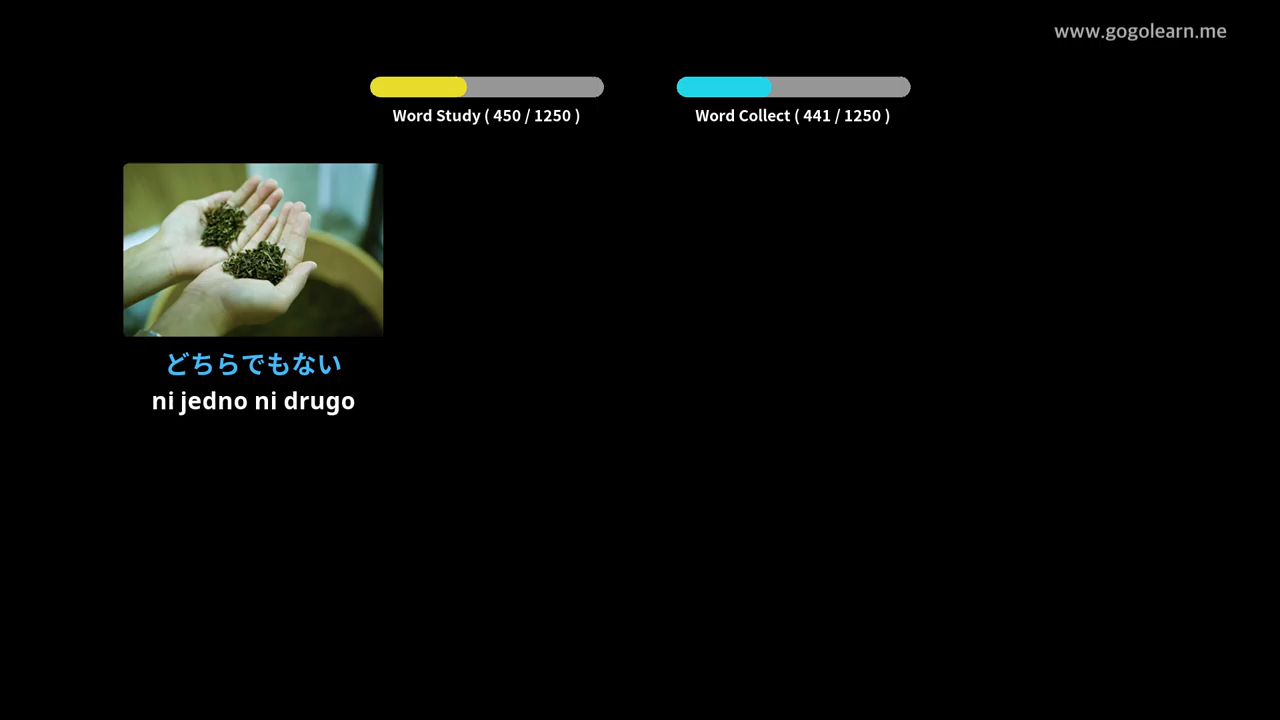 www.gogolearn.me
Word Study ( 450 / 1250 )
Word Collect ( 441 / 1250 )
どちらでもない
ni jedno ni drugo